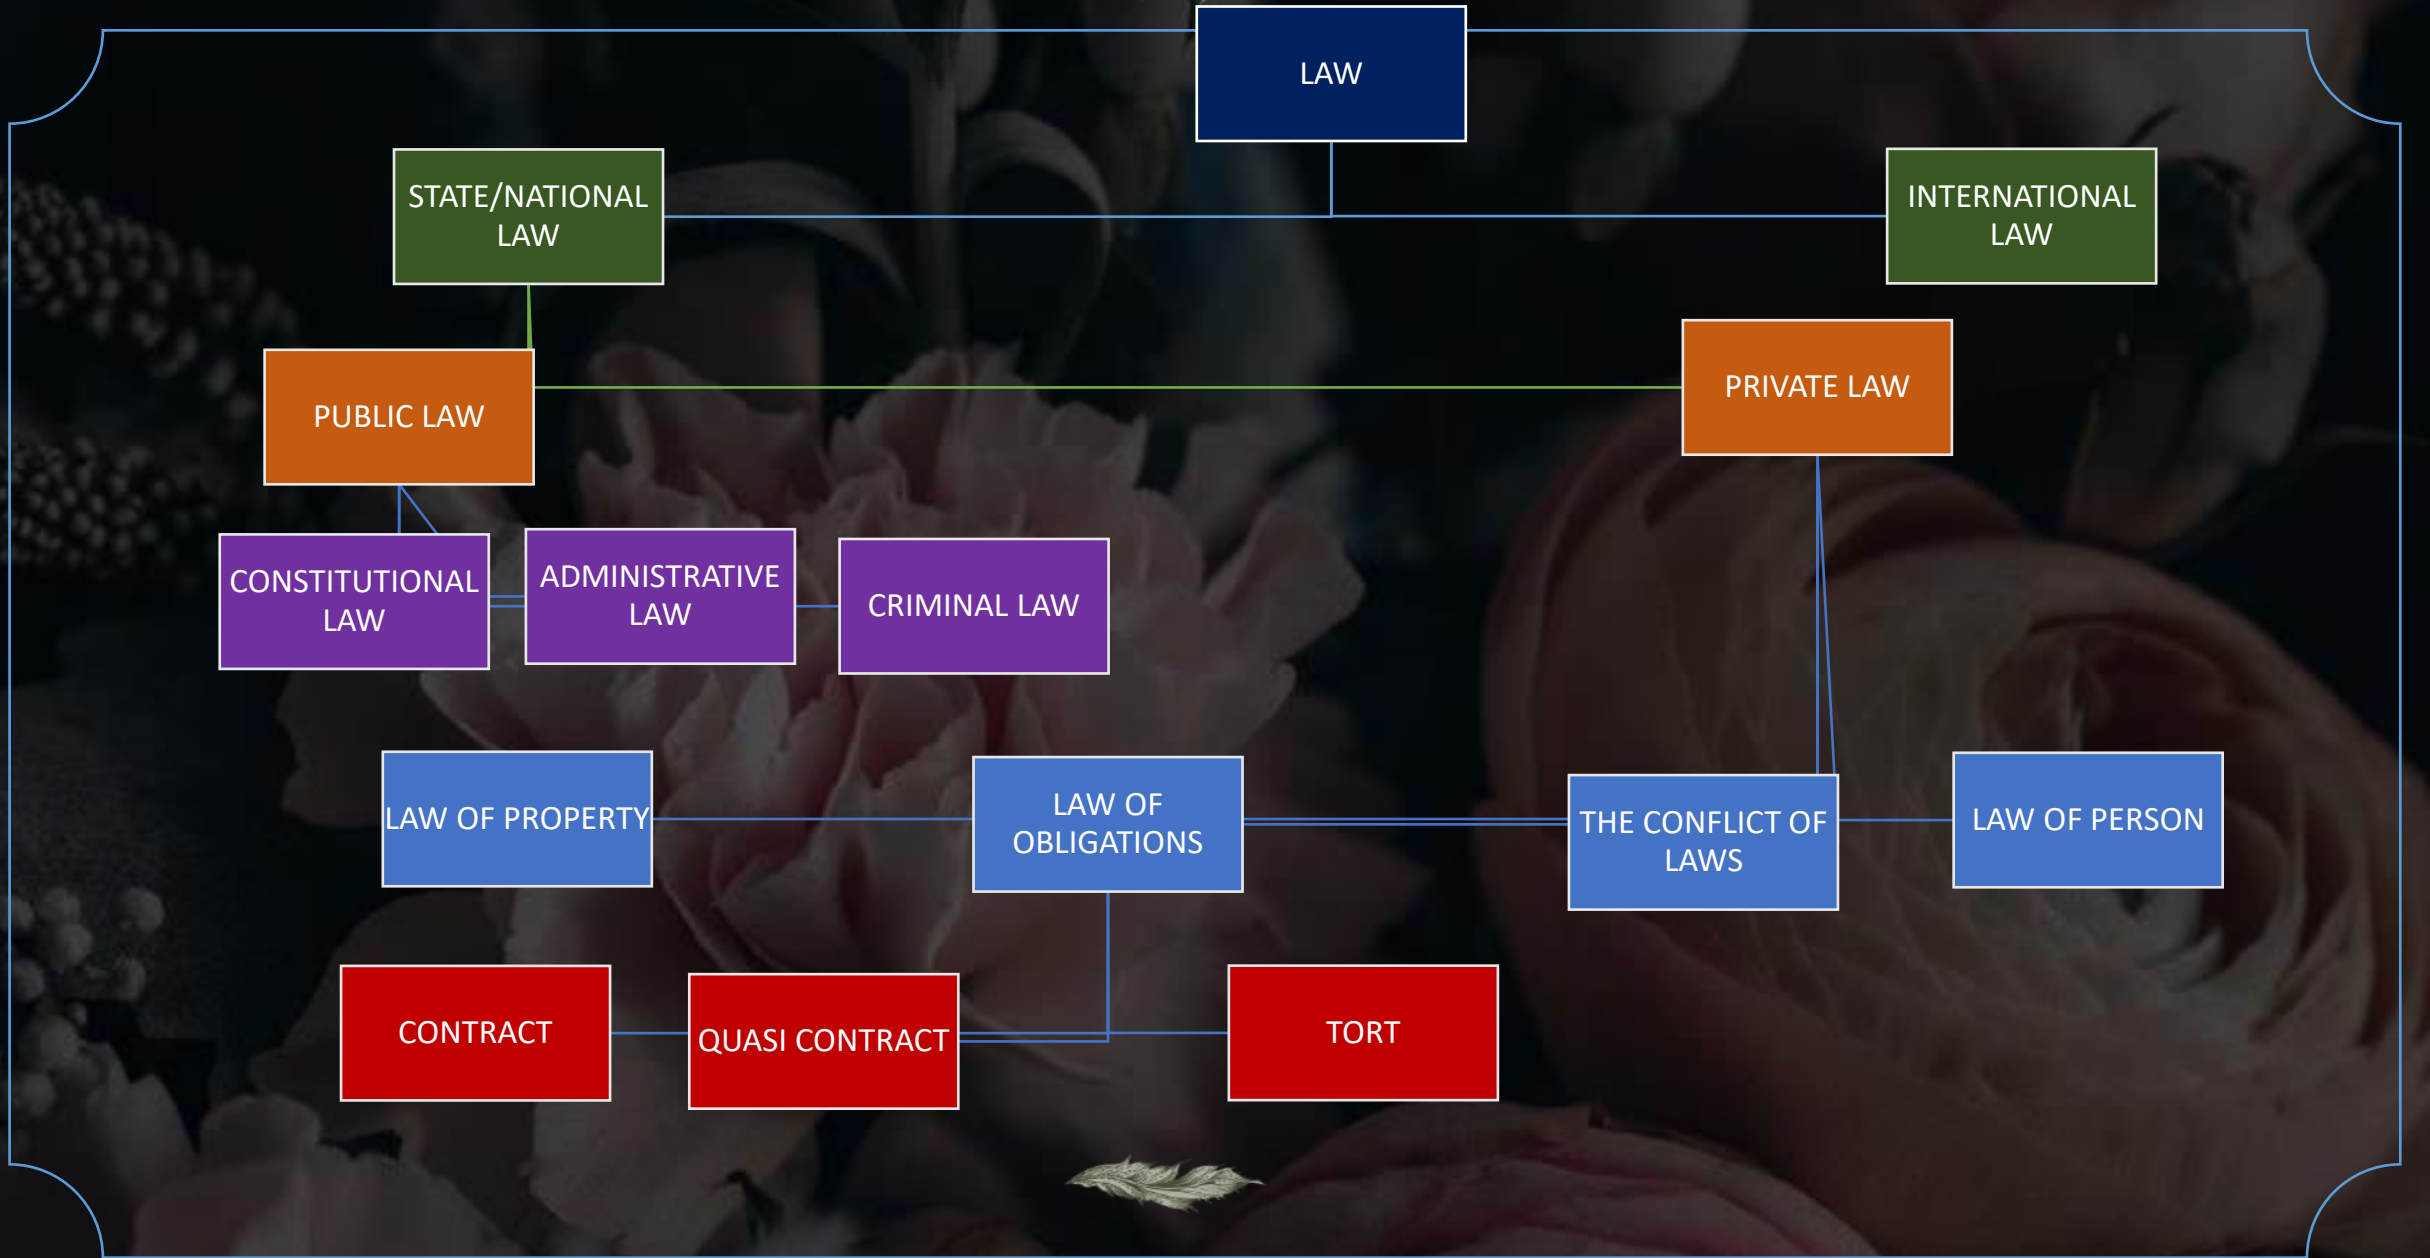 LAW
STATE/NATIONAL
LAW
INTERNATIONAL
LAW
PUBLIC LAW
PRIVATE LAW
CONSTITUTIONAL
LAW
ADMINISTRATIVE
LAW
CRIMINAL LAW
LAW OF PROPERTY
LAW OF
OBLIGATIONS
THE CONFLICT OF
LAWS
LAW OF PERSON
CONTRACT
QUASI CONTRACT
TORT